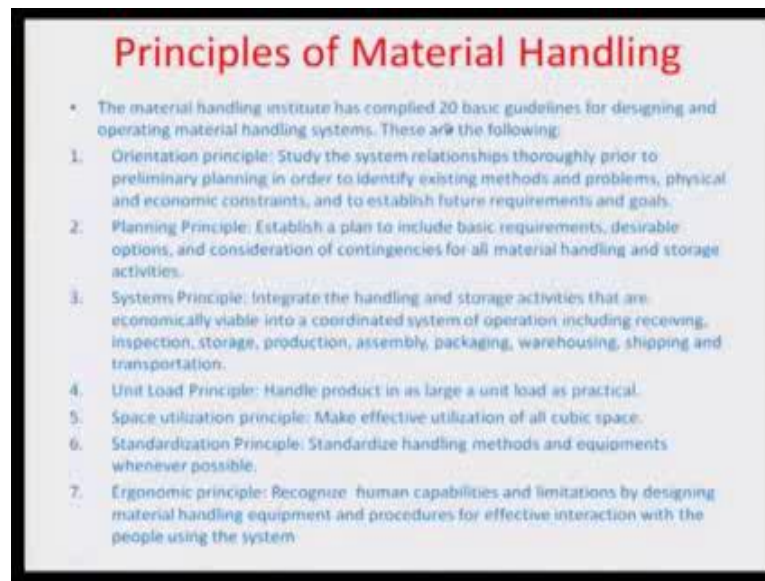 Principles of Material Handling
• The material handling institute has complied 20 basic guidelines for designing and
operating material handling systems. These are the following:
1. Orientation principle: Study the system relationships thoroughly prior to
preliminary planning in order to identify existing methods and problems, physical
and economic constraints, and to establish future requirements and goals.
2. Planning Principle: Establish a plan to include basic requirements, desirable
options, and consideration of contingencies for all material handling and storage
activities.
3. Systems Principle: Integrate the handling and storage activities that are
economically viable into a coordinated system of operation including receiving,
inspection, storage, production, assembly, packaging, warehousing, shipping and
transportation.
4. Unit Load Principle: Handle product in as large a unit load as practical.
5. Space utilization principle: Make effective utilization of all cubic space.
6. Standardization Principle: Standardize handling methods and equipments
whenever possible.
7. Ergonomic principle: Recognize human capabilities and limitations by designing
material handling equipment and procedures for effective interaction with the
people using the system